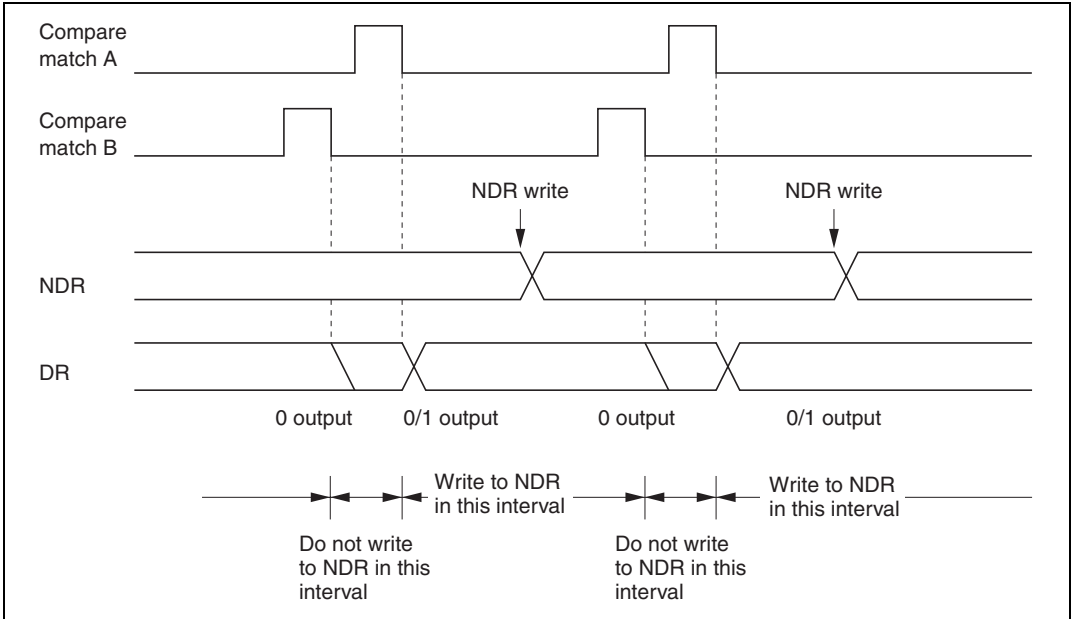 Compare
match A
Compare
match B
NDR write
NDR write
NDR
DR
0 output
0/1 output
0 output
0/1 output
Write to NDR
in this interval
Write to NDR
in this interval
Do not write
to NDR in this
interval
Do not write
to NDR in this
interval